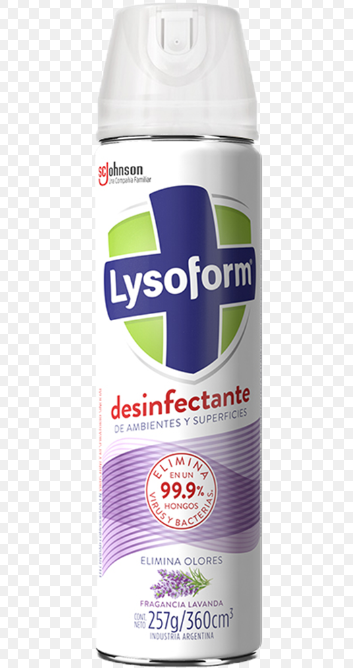 SC Johnson
Una Compañía Familiar
Lysoform®
desinfectante
DE AMBIENTES Y SUPERFICIES
ELIMINA
EN UN
99.9%
HONGOS
VIRUS Y BACTERIAS.
ELIMINA OLORES
FRAGANCIA LAVANDA
CONT. NETO 257g/360cm³
INDUSTRIA ARGENTINA